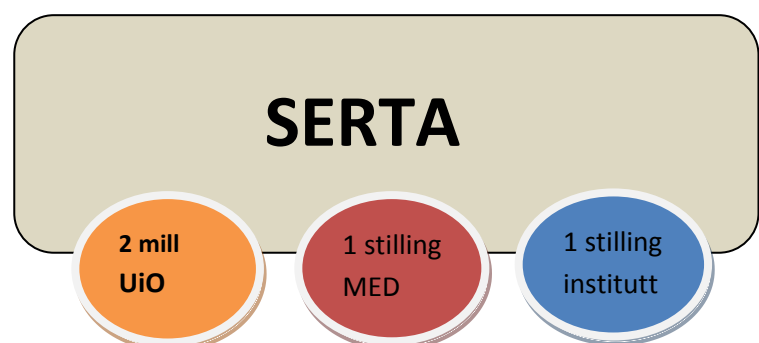 SERTA
2 mill
UiO
1 stilling
MED
1 stilling
institutt